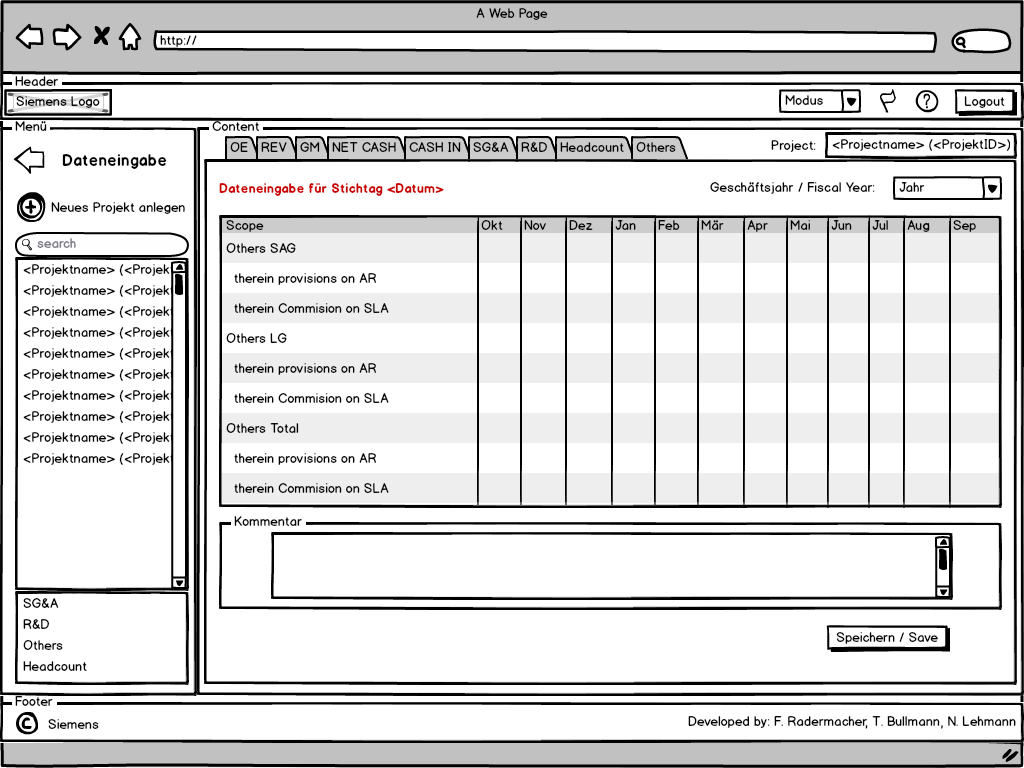 A Web Page
http://
Header
Siemens Logo
Modus
?
Logout
Menü
Dateneingabe
Neues Projekt anlegen
search
<Projektname> (<Projekt
<Projektname> (<Projekt
<Projektname> (<Projekt
<Projektname> (<Projekt
<Projektname> (<Projekt
<Projektname> (<Projekt
<Projektname> (<Projekt
<Projektname> (<Projekt
<Projektname> (<Projekt
<Projektname> (<Projekt
SG&A
R&D
Others
Headcount
Content
OE REV GM NET CASH CASH IN SG&A R&D Headcount Others
Project: <Projectname> (<ProjektID>)
Dateneingabe für Stichtag <Datum>
Geschäftsjahr / Fiscal Year: Jahr
Scope Okt Nov Dez Jan Feb Mär Apr Mai Jun Jul Aug Sep
Others SAG
therein provisions on AR
therein Commision on SLA
Others LG
therein provisions on AR
therein Commision on SLA
Others Total
therein provisions on AR
therein Commision on SLA
Kommentar
Speichern / Save
Footer
© Siemens
Developed by: F. Radermacher, T. Bullmann, N. Lehmann